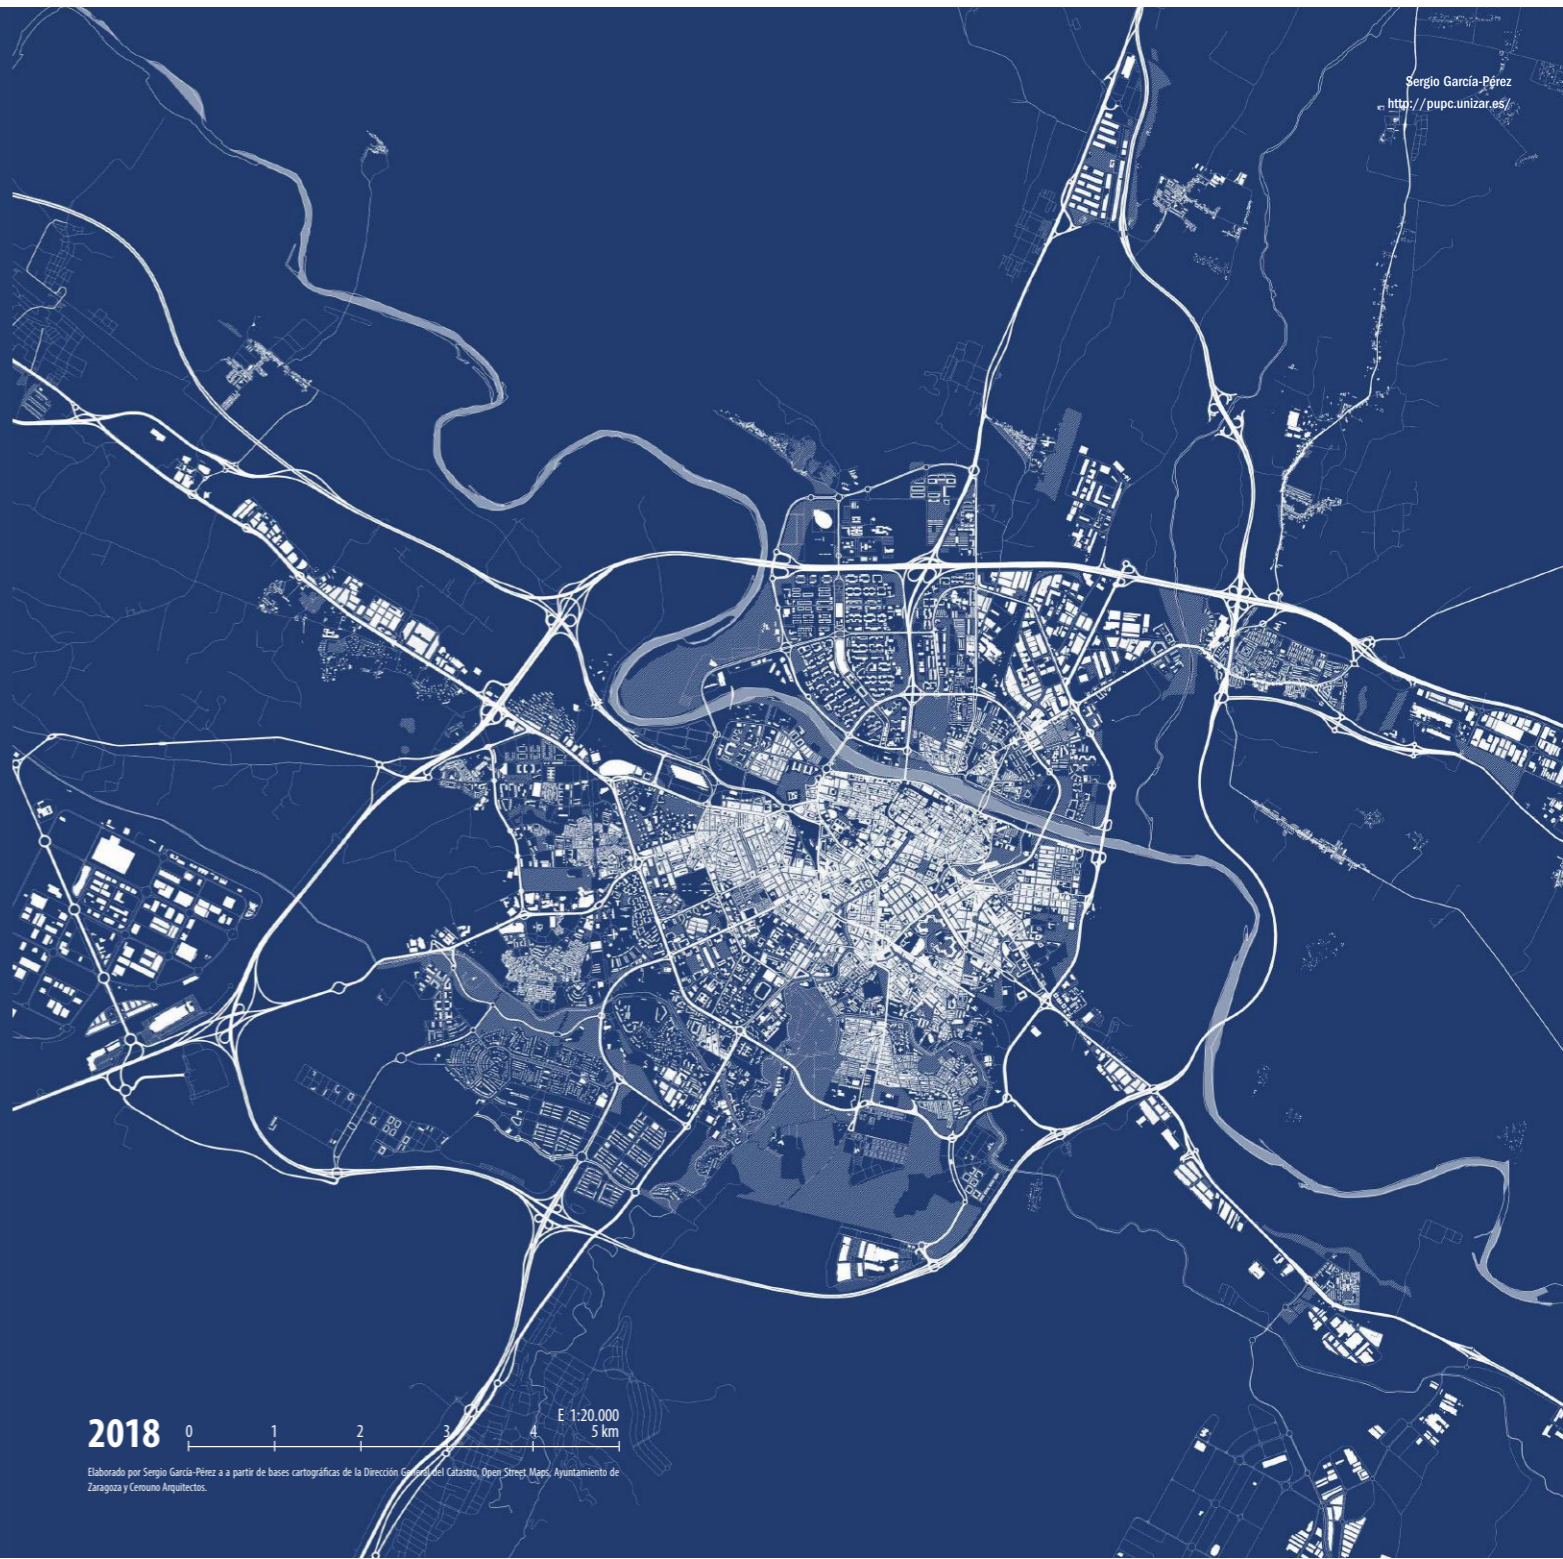 Sergio García-Pérez
http://pupc.unizar.es/
2018
E 1:20.000
0 1 2 3 4 5 km
Elaborado por Sergio García-Pérez a a partir de bases cartográficas de la Dirección General del Catastro, Open Street Maps, Ayuntamiento de
Zaragoza y Cerouno Arquitectos.